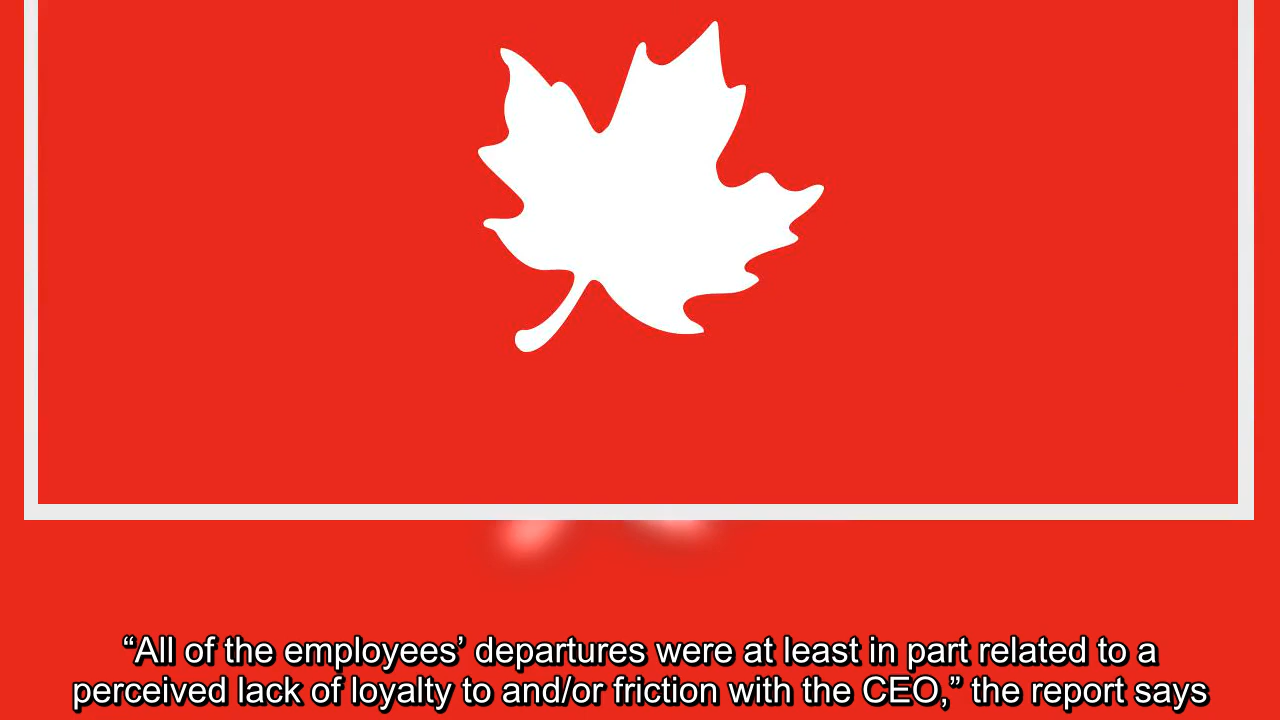 “All of the employees’ departures were at least in part related to a
perceived lack of loyalty to and/or friction with the CEO,” the report says